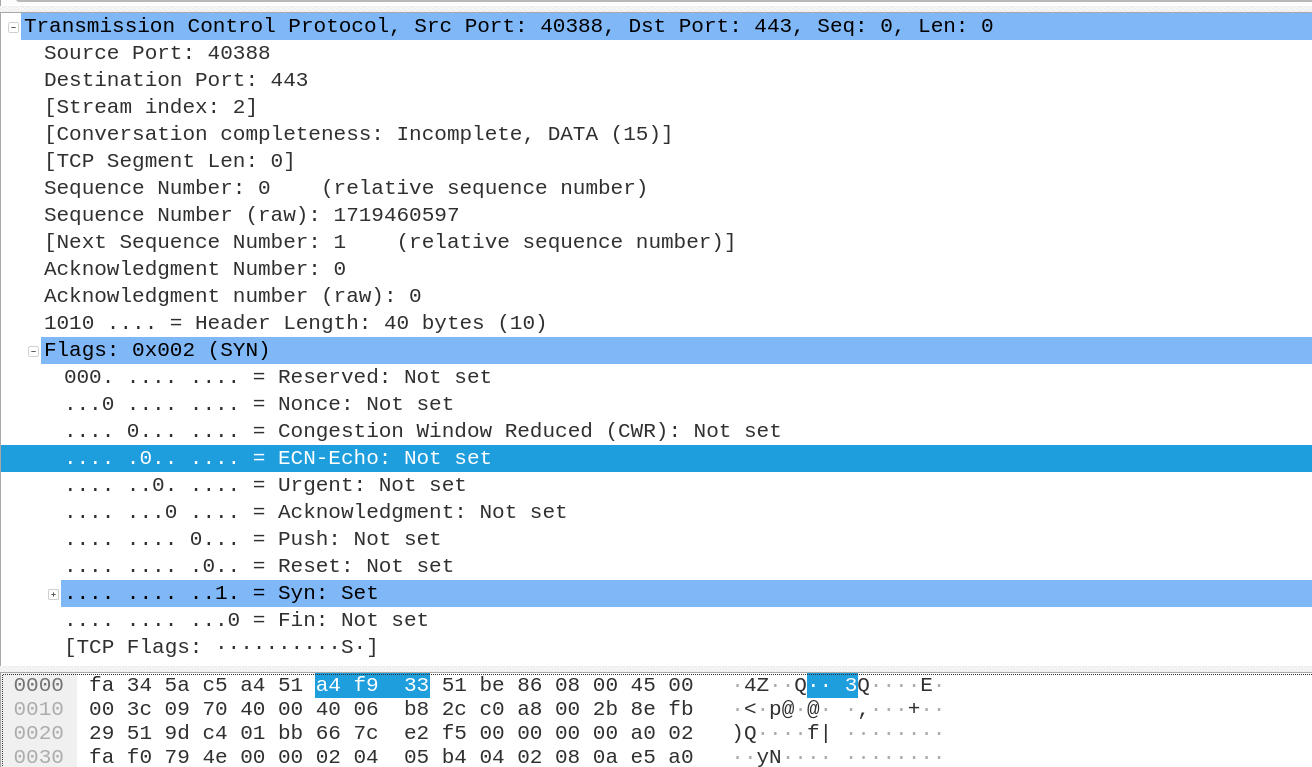 Transmission Control Protocol, Src Port: 40388, Dst Port: 443, Seq: 0, Len: 0
Source Port: 40388
Destination Port: 443
[Stream index: 2]
[Conversation completeness: Incomplete, DATA (15)]
[TCP Segment Len: 0]
Sequence Number: 0    (relative sequence number)
Sequence Number (raw): 1719460597
[Next Sequence Number: 1    (relative sequence number)]
Acknowledgment Number: 0
Acknowledgment number (raw): 0
1010 .... = Header Length: 40 bytes (10)
Flags: 0x002 (SYN)
000. .... .... = Reserved: Not set
...0 .... .... = Nonce: Not set
.... 0... .... = Congestion Window Reduced (CWR): Not set
.... .0.. .... = ECN-Echo: Not set
.... ..0. .... = Urgent: Not set
.... ...0 .... = Acknowledgment: Not set
.... .... 0... = Push: Not set
.... .... .0.. = Reset: Not set
.... .... ..1. = Syn: Set
.... .... ...0 = Fin: Not set
[TCP Flags: ··········S·]
0000 fa 34 5a c5 a4 51 a4 f9  33 51 be 86 08 00 45 00   ·4Z··Q·· 3Q····E·
0010 00 3c 09 70 40 00 40 06  b8 2c c0 a8 00 2b 8e fb   ·<·p@·@· ·,···+··
0020 29 51 9d c4 01 bb 66 7c  e2 f5 00 00 00 00 a0 02   )Q····f| ········
0030 fa f0 79 4e 00 00 02 04  05 b4 04 02 08 0a e5 a0   ··yN···· ········